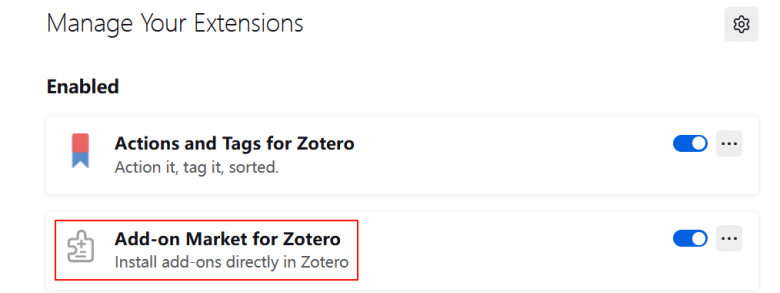 Manage Your Extensions
Enabled
Actions and Tags for Zotero
Action it, tag it, sorted.
Add-on Market for Zotero
Install add-ons directly in Zotero